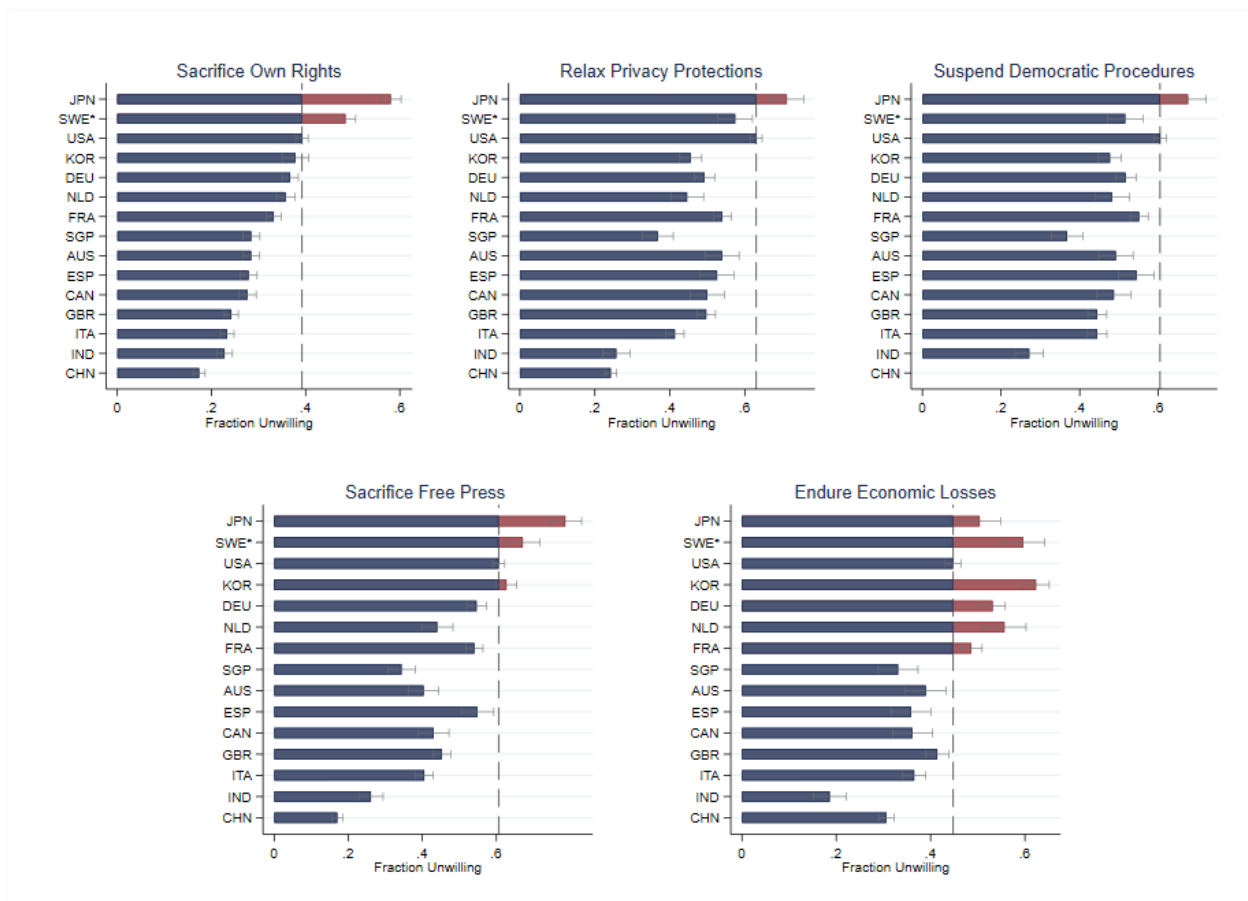 Sacrifice Own Rights
JPN
SWE*
USA
KOR
DEU
NLD
FRA
SGP
AUS
ESP
CAN
GBR
ITA
IND
CHN
0 .2 .4 .6
Fraction Unwilling
Relax Privacy Protections
JPN
SWE*
USA
KOR
DEU
NLD
FRA
SGP
AUS
ESP
CAN
GBR
ITA
IND
CHN
0 .2 .4 .6
Fraction Unwilling
Suspend Democratic Procedures
JPN
SWE*
USA
KOR
DEU
NLD
FRA
SGP
AUS
ESP
CAN
GBR
ITA
IND
CHN
0 .2 .4 .6
Fraction Unwilling
Sacrifice Free Press
JPN
SWE*
USA
KOR
DEU
NLD
FRA
SGP
AUS
ESP
CAN
GBR
ITA
IND
CHN
0 .2 .4 .6
Fraction Unwilling
Endure Economic Losses
JPN
SWE*
USA
KOR
DEU
NLD
FRA
SGP
AUS
ESP
CAN
GBR
ITA
IND
CHN
0 .2 .4 .6
Fraction Unwilling